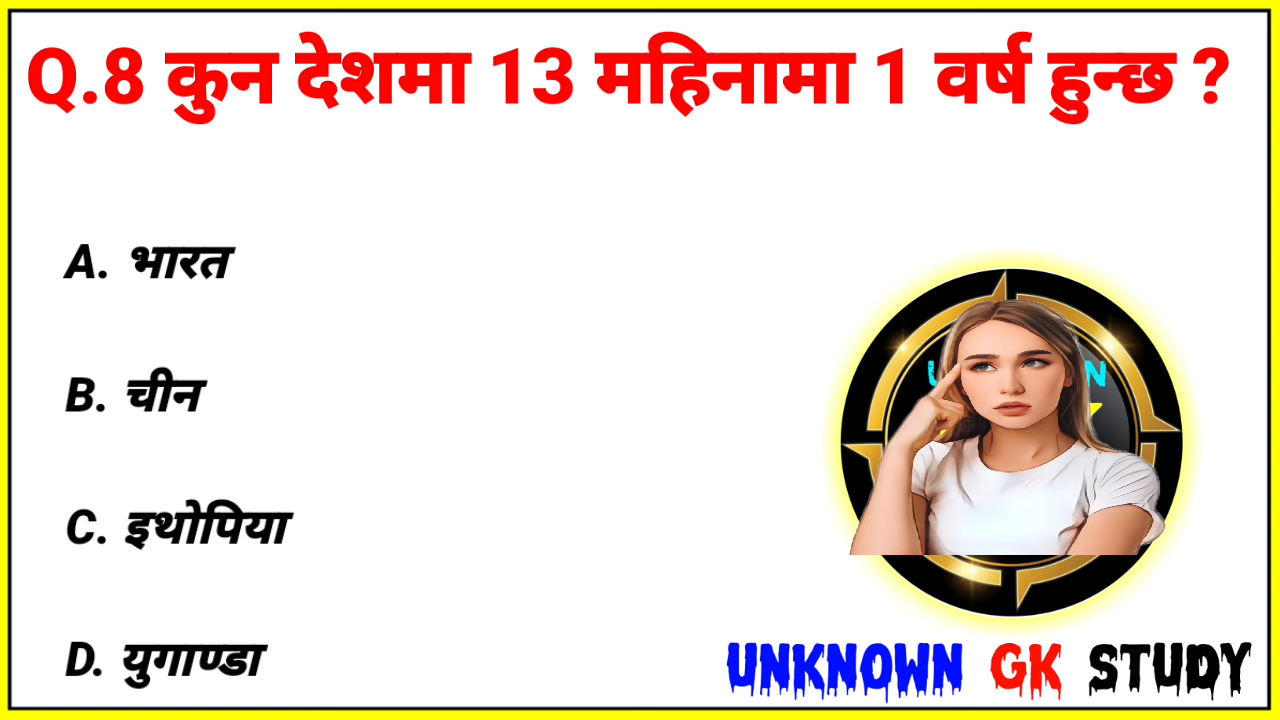 Q.8 कुन देशमा 13 महिनामा 1 वर्ष हुन्छ ?
A. भारत
B. चीन
C. इथोपिया
D. युगाण्डा
UNKNOWN GK STUDY